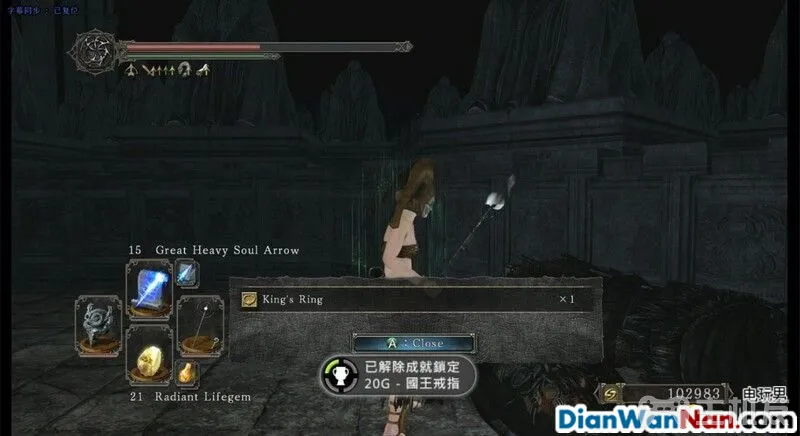 字幕同步 : 已复位
15 Great Heavy Soul Arrow
King's Ring ×1
A : Close
已解除成就鎖定
20G - 國王戒指
21 Radiant Lifegem
102983
电玩男
DianWanNan.com